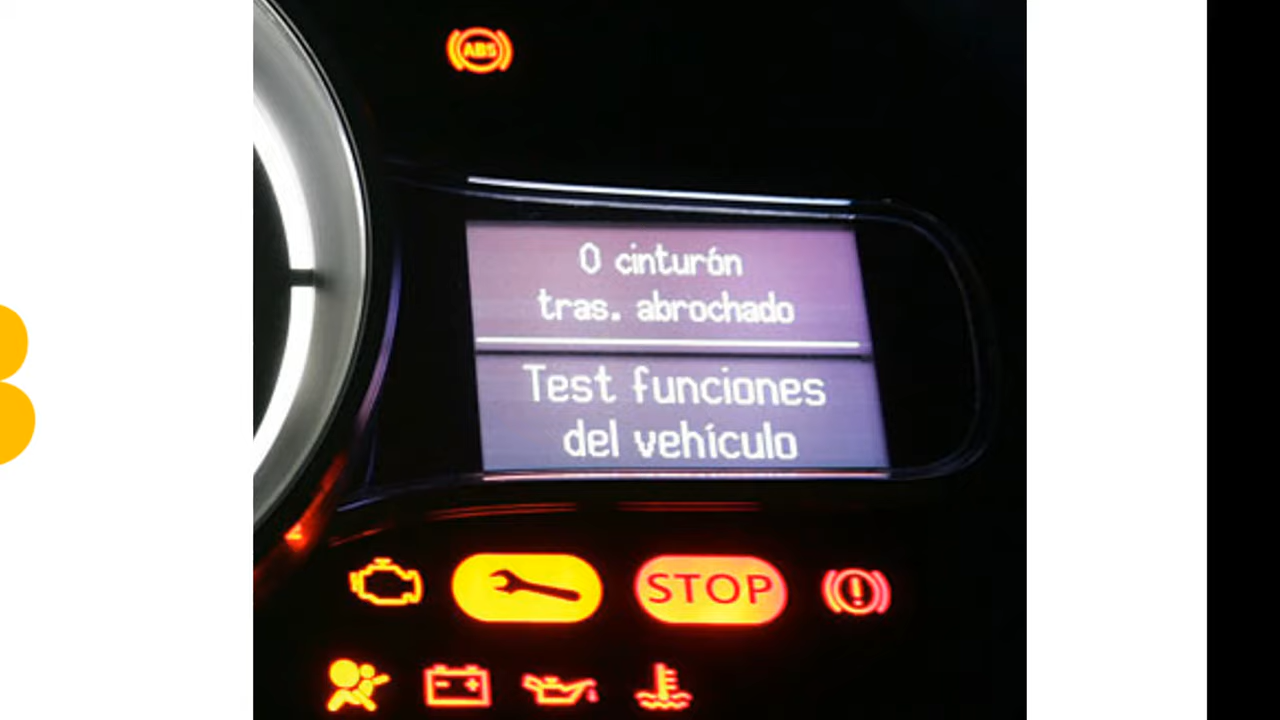 ABS
0 cinturón
tras. abrochado
Test funciones
del vehículo
STOP